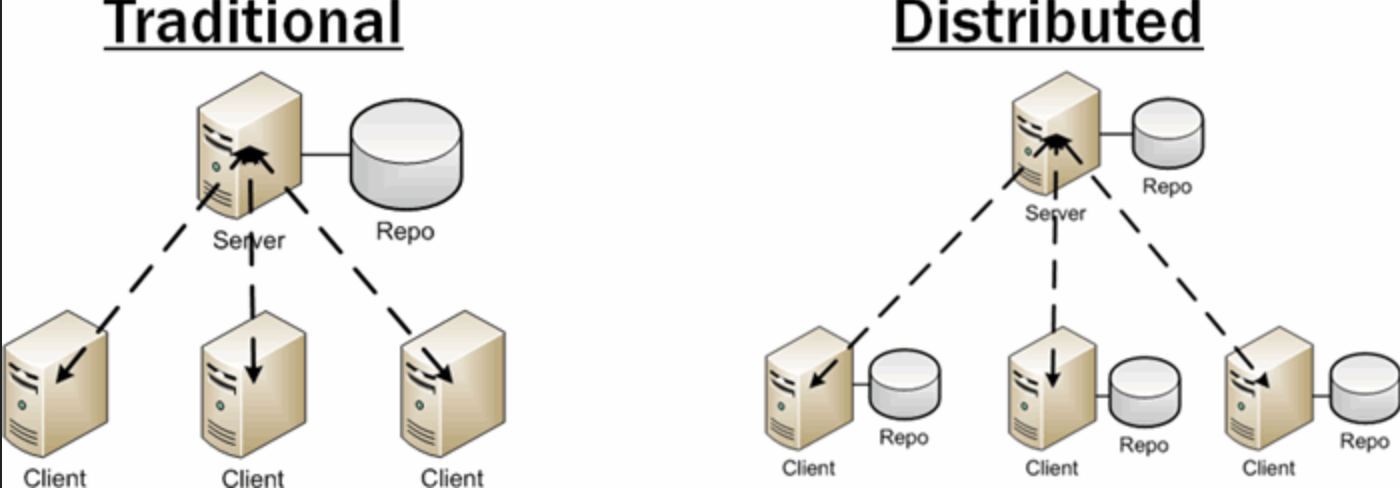 Traditional
Server
Repo
Client
Client
Client
Distributed
Repo
Server
Repo
Client
Repo
Client
Repo
Client